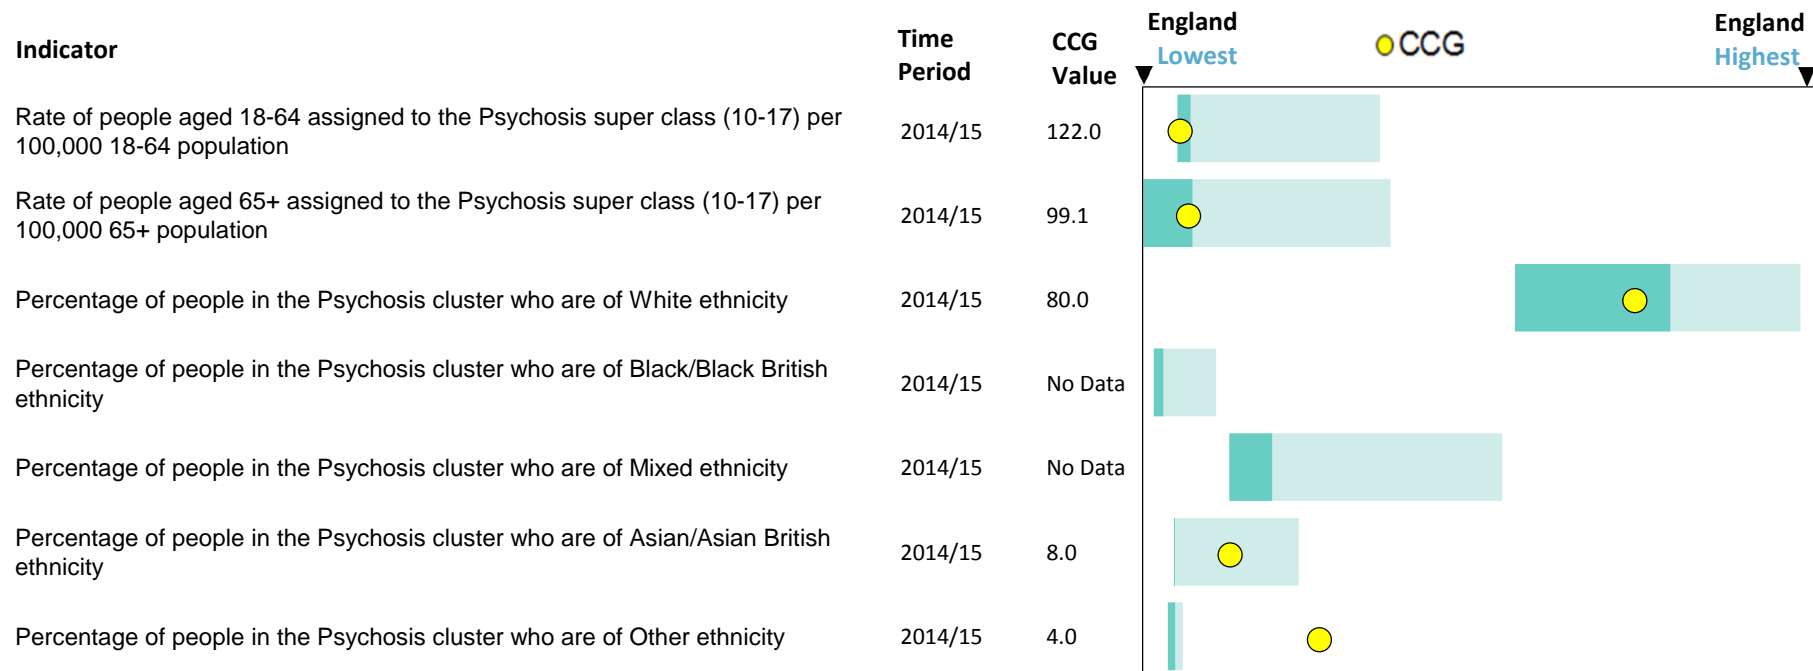 Indicator
Time
Period
CCG
Value
England
Lowest
CCG
England
Highest
Rate of people aged 18-64 assigned to the Psychosis super class (10-17) per
100,000 18-64 population
2014/15
122.0
Rate of people aged 65+ assigned to the Psychosis super class (10-17) per
100,000 65+ population
2014/15
99.1
Percentage of people in the Psychosis cluster who are of White ethnicity
2014/15
80.0
Percentage of people in the Psychosis cluster who are of Black/Black British
ethnicity
2014/15
No Data
Percentage of people in the Psychosis cluster who are of Mixed ethnicity
2014/15
No Data
Percentage of people in the Psychosis cluster who are of Asian/Asian British
ethnicity
2014/15
8.0
Percentage of people in the Psychosis cluster who are of Other ethnicity
2014/15
4.0